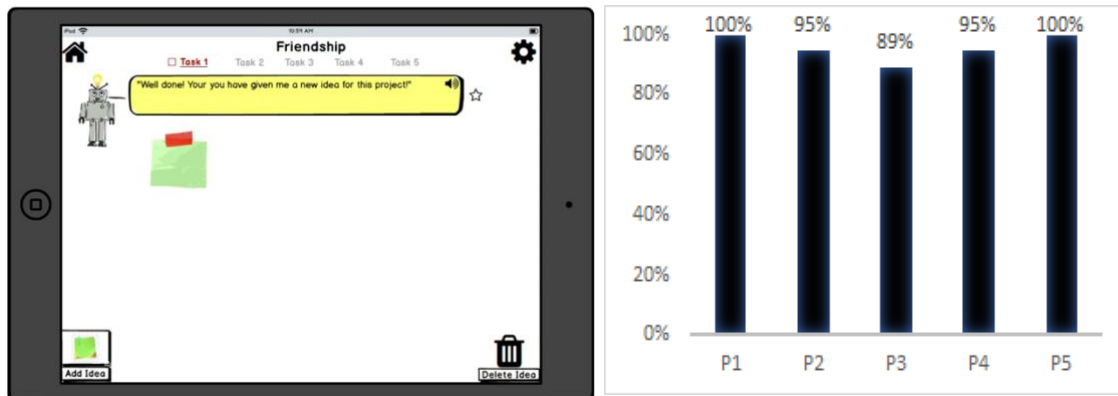 iPod 10:59 AM
Friendship
Task 1 Task 2 Task 3 Task 4 Task 5
"Well done! Your you have given me a new idea for this project!"
Add Idea
Delete Idea
100% 95% 89% 95% 100%
100%
80%
60%
40%
20%
0%
P1 P2 P3 P4 P5